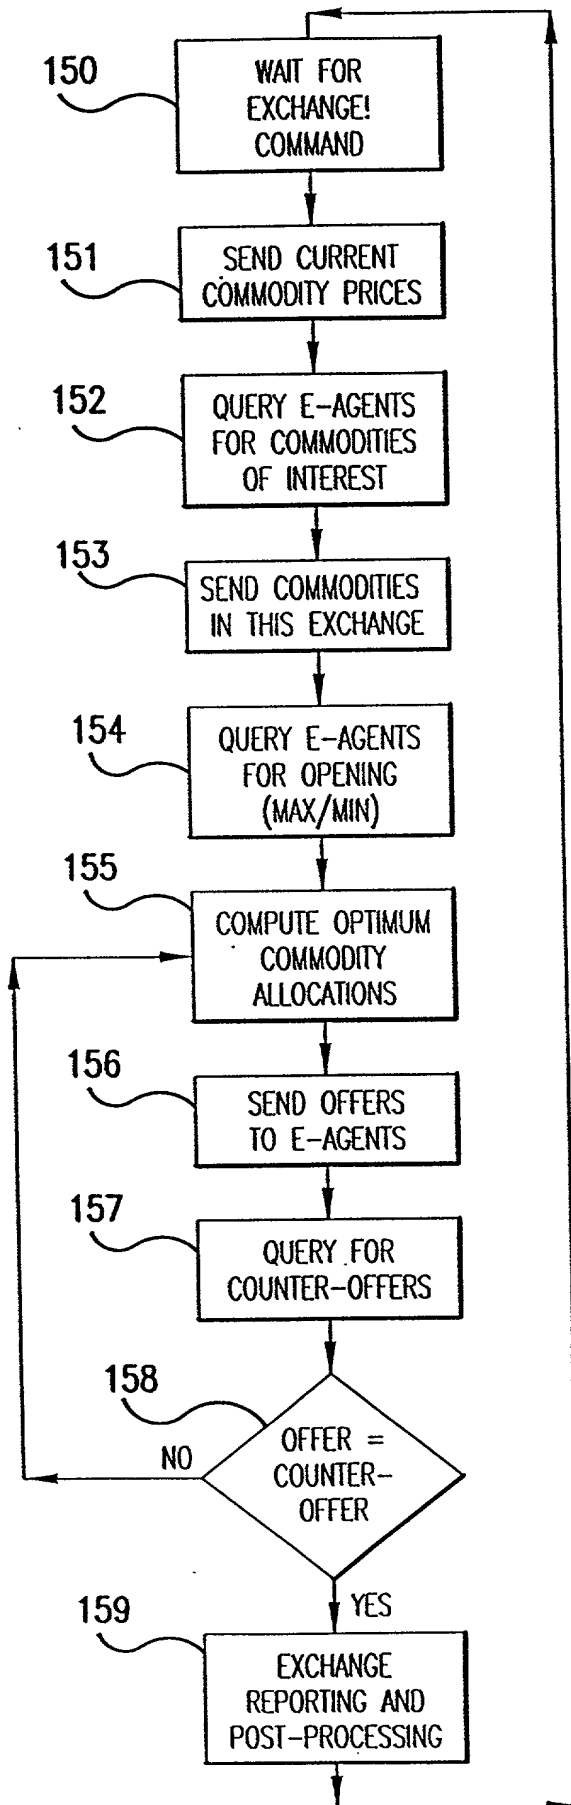 150
WAIT FOR
EXCHANGE!
COMMAND
151
SEND CURRENT
COMMODITY PRICES
152
QUERY E-AGENTS
FOR COMMODITIES
OF INTEREST
153
SEND COMMODITIES
IN THIS EXCHANGE
154
QUERY E-AGENTS
FOR OPENING
(MAX/MIN)
155
COMPUTE OPTIMUM
COMMODITY
ALLOCATIONS
156
SEND OFFERS
TO E-AGENTS
157
QUERY FOR
COUNTER-OFFERS
158
OFFER =
COUNTER-
OFFER
NO
YES
159
EXCHANGE
REPORTING AND
POST-PROCESSING